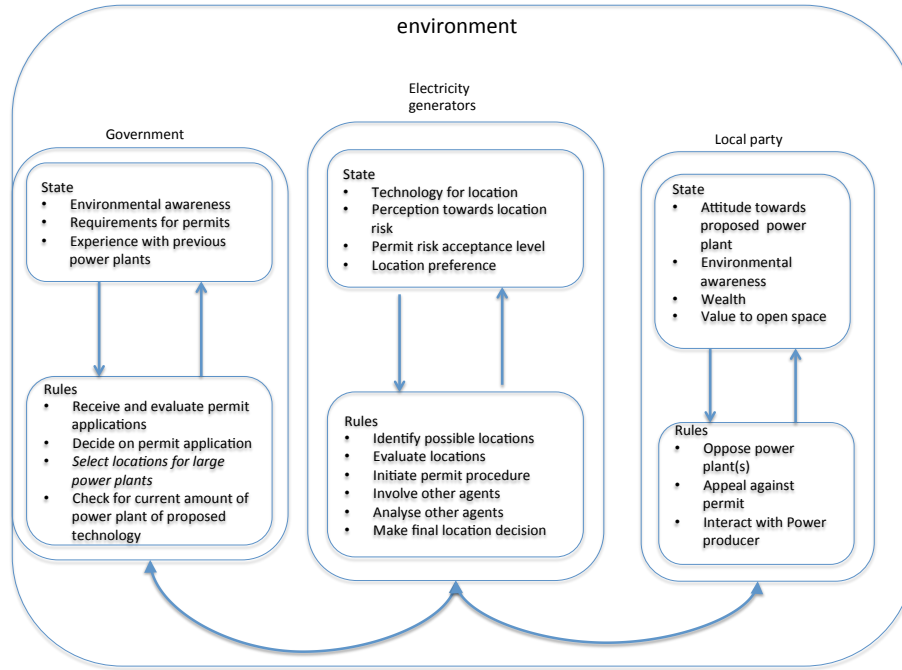 environment
Government
State
• Environmental awareness
• Requirements for permits
• Experience with previous
power plants
Rules
• Receive and evaluate permit
applications
• Decide on permit application
• Select locations for large
power plants
• Check for current amount of
power plant of proposed
technology
Electricity
generators
State
• Technology for location
• Perception towards location
risk
• Permit risk acceptance level
• Location preference
Rules
• Identify possible locations
• Evaluate locations
• Initiate permit procedure
• Involve other agents
• Analyse other agents
• Make final location decision
Local party
State
• Attitude towards
proposed power
plant
• Environmental
awareness
• Wealth
• Value to open space
Rules
• Oppose power
plant(s)
• Appeal against
permit
• Interact with Power
producer